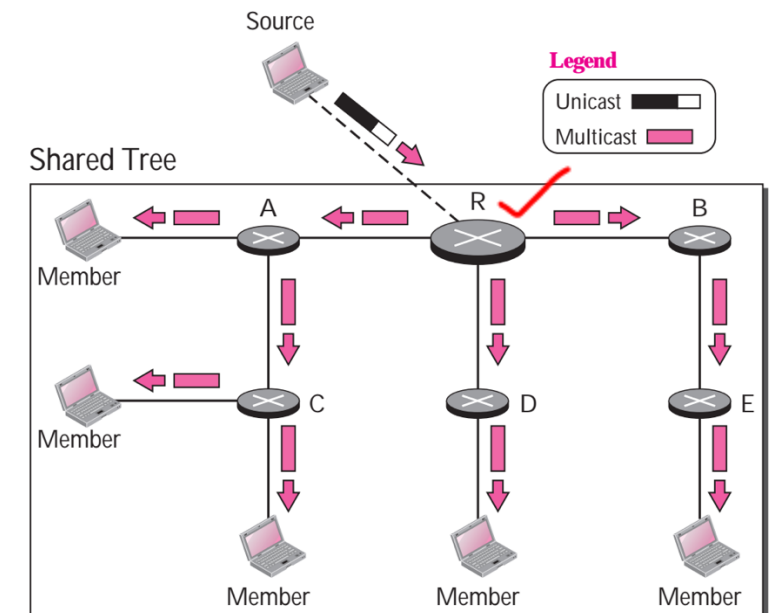 Source
Legend
Unicast
Multicast
Shared Tree
A
R
B
Member
C
D
E
Member
Member
Member
Member